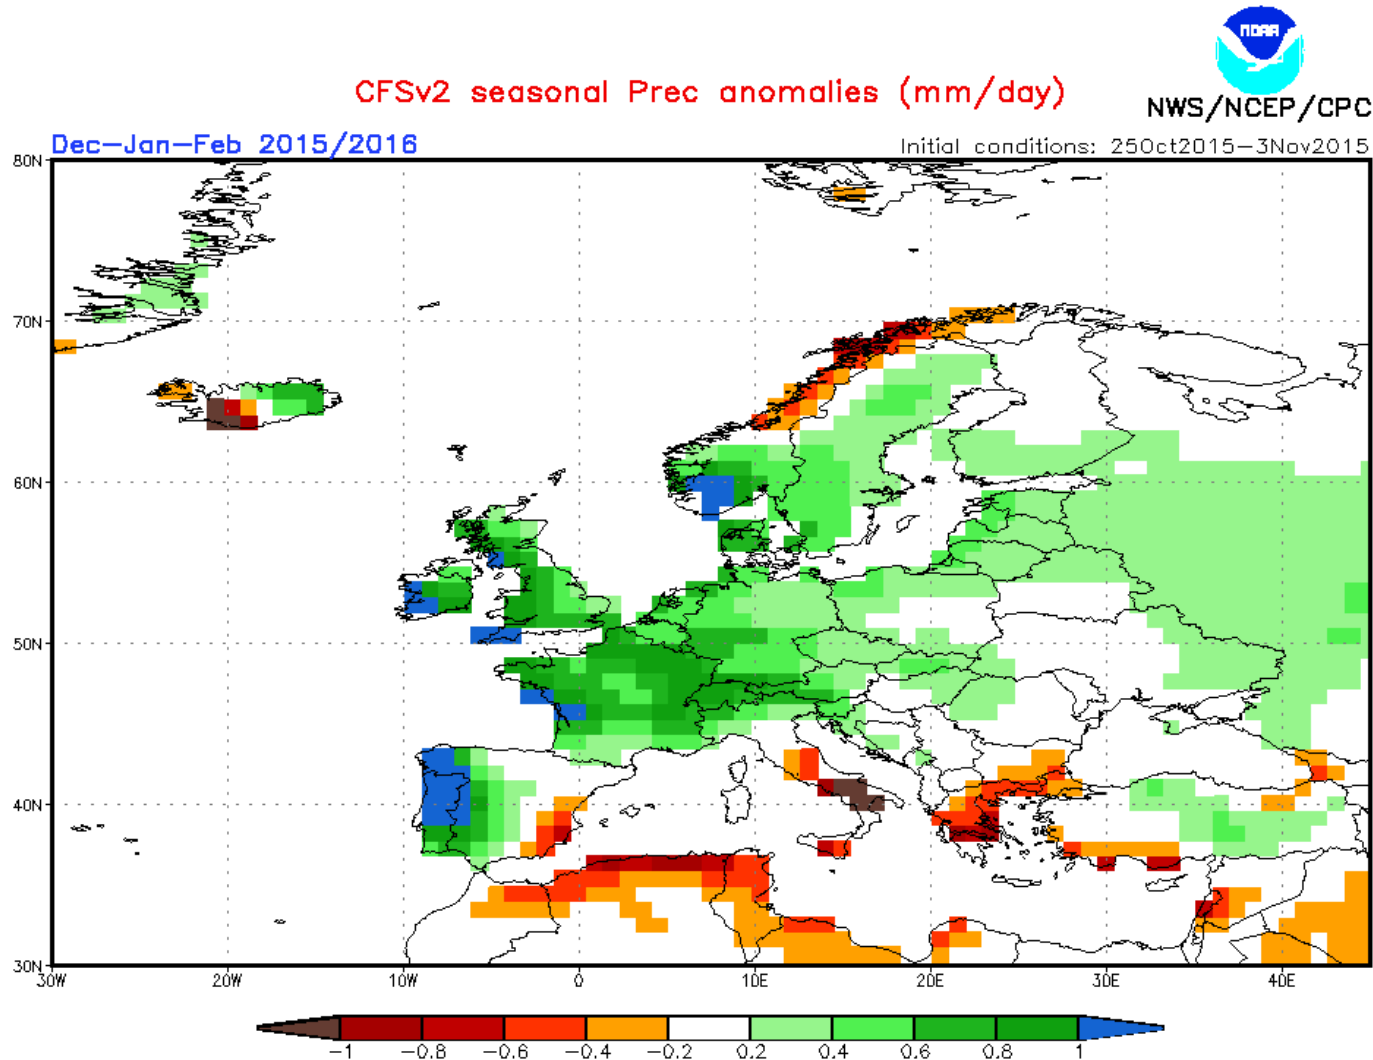 NOAA
CFSv2 seasonal Prec anomalies (mm/day)
NWS/NCEP/CPC
Dec-Jan-Feb 2015/2016
Initial conditions: 25Oct2015-3Nov2015
80N
70N
60N
50N
40N
30N
30W 20W 10W 0 10E 20E 30E 40E
-1 -0.8 -0.6 -0.4 -0.2 0.2 0.4 0.6 0.8 1